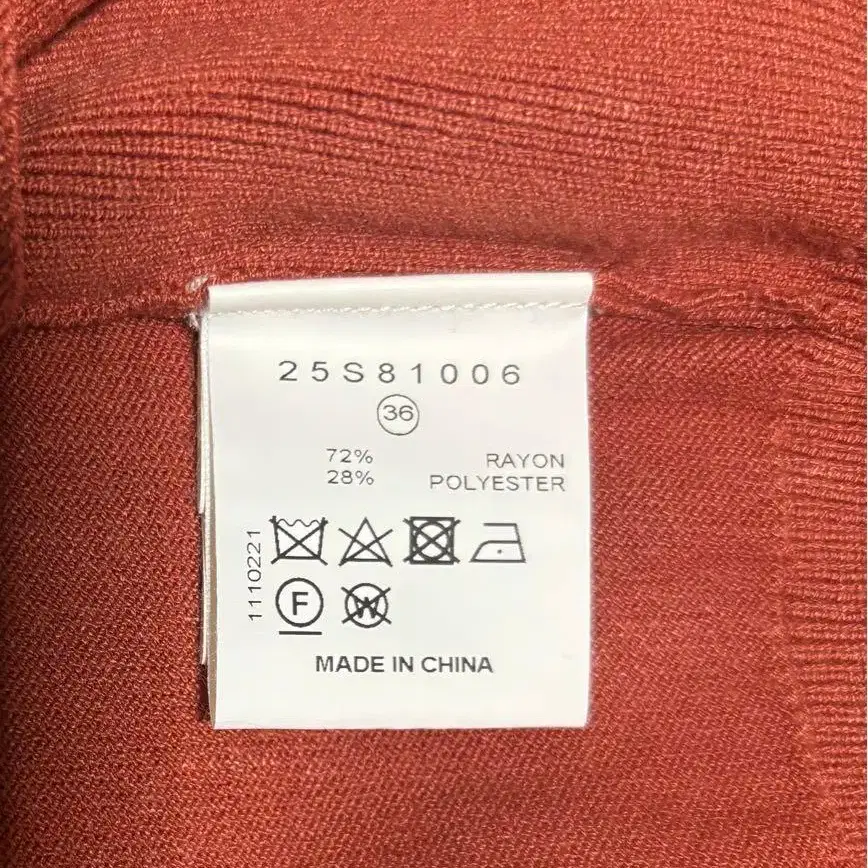 25S81006
36
72% RAYON
28% POLYESTER
1110221
F W
MADE IN CHINA